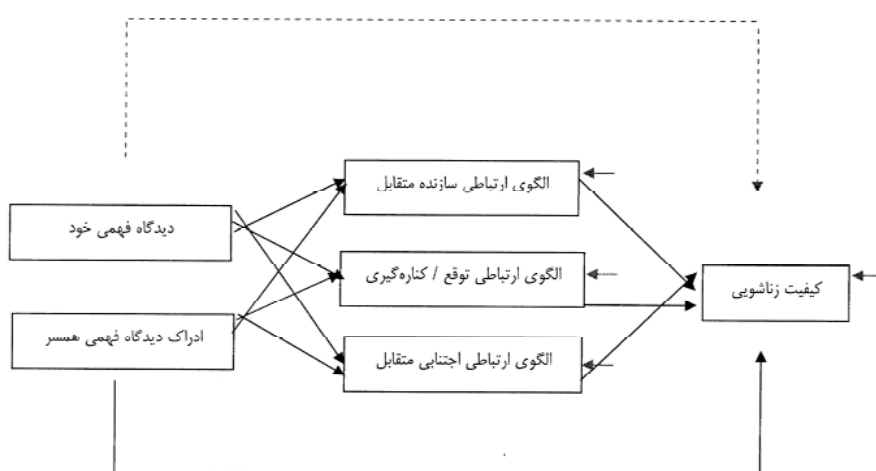 الگوی ارتباطی سازنده متقابل
دیدگاه فهمی خود
الگوی ارتباطی توقع / کناره‌گیری
کیفیت زناشویی
ادراک دیدگاه فهمی همسر
الگوی ارتباطی اجتنابی متقابل